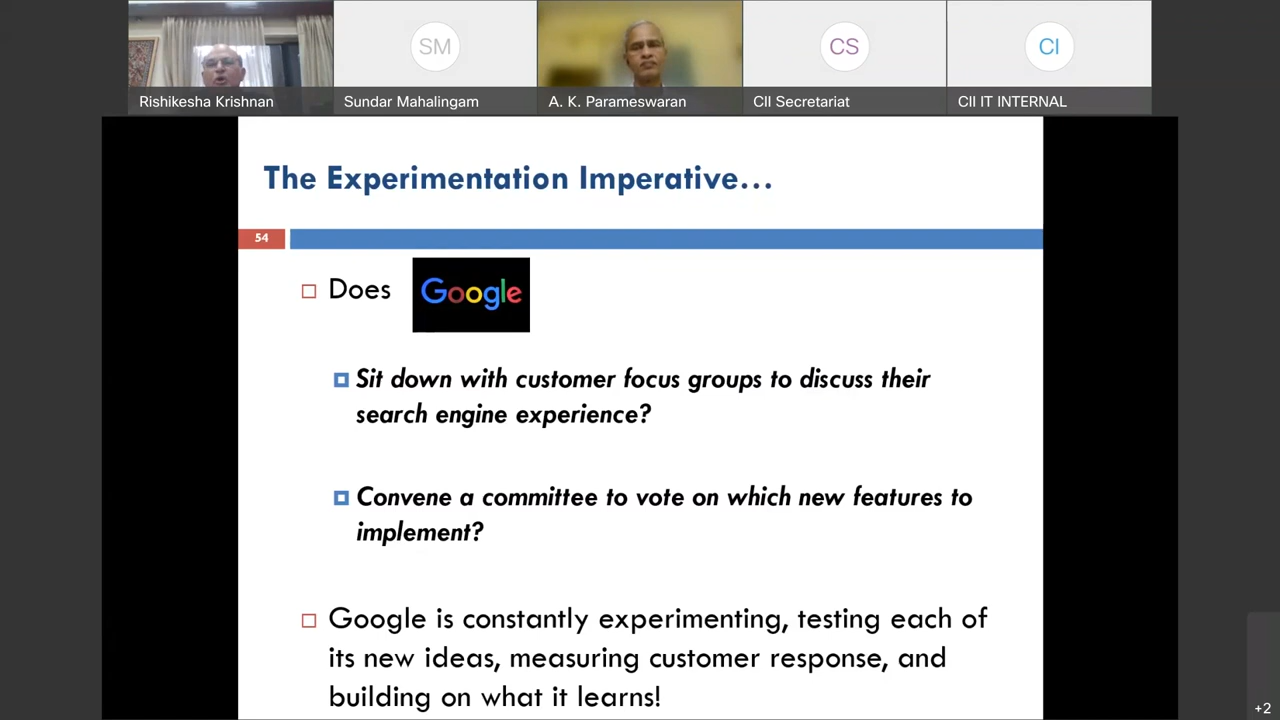 SM
CS
CI
Rishikesha Krishnan
Sundar Mahalingam
A. K. Parameswaran
CII Secretariat
CII IT INTERNAL
The Experimentation Imperative...
54
Does Google
Sit down with customer focus groups to discuss their
search engine experience?
Convene a committee to vote on which new features to
implement?
Google is constantly experimenting, testing each of
its new ideas, measuring customer response, and
building on what it learns!
+2